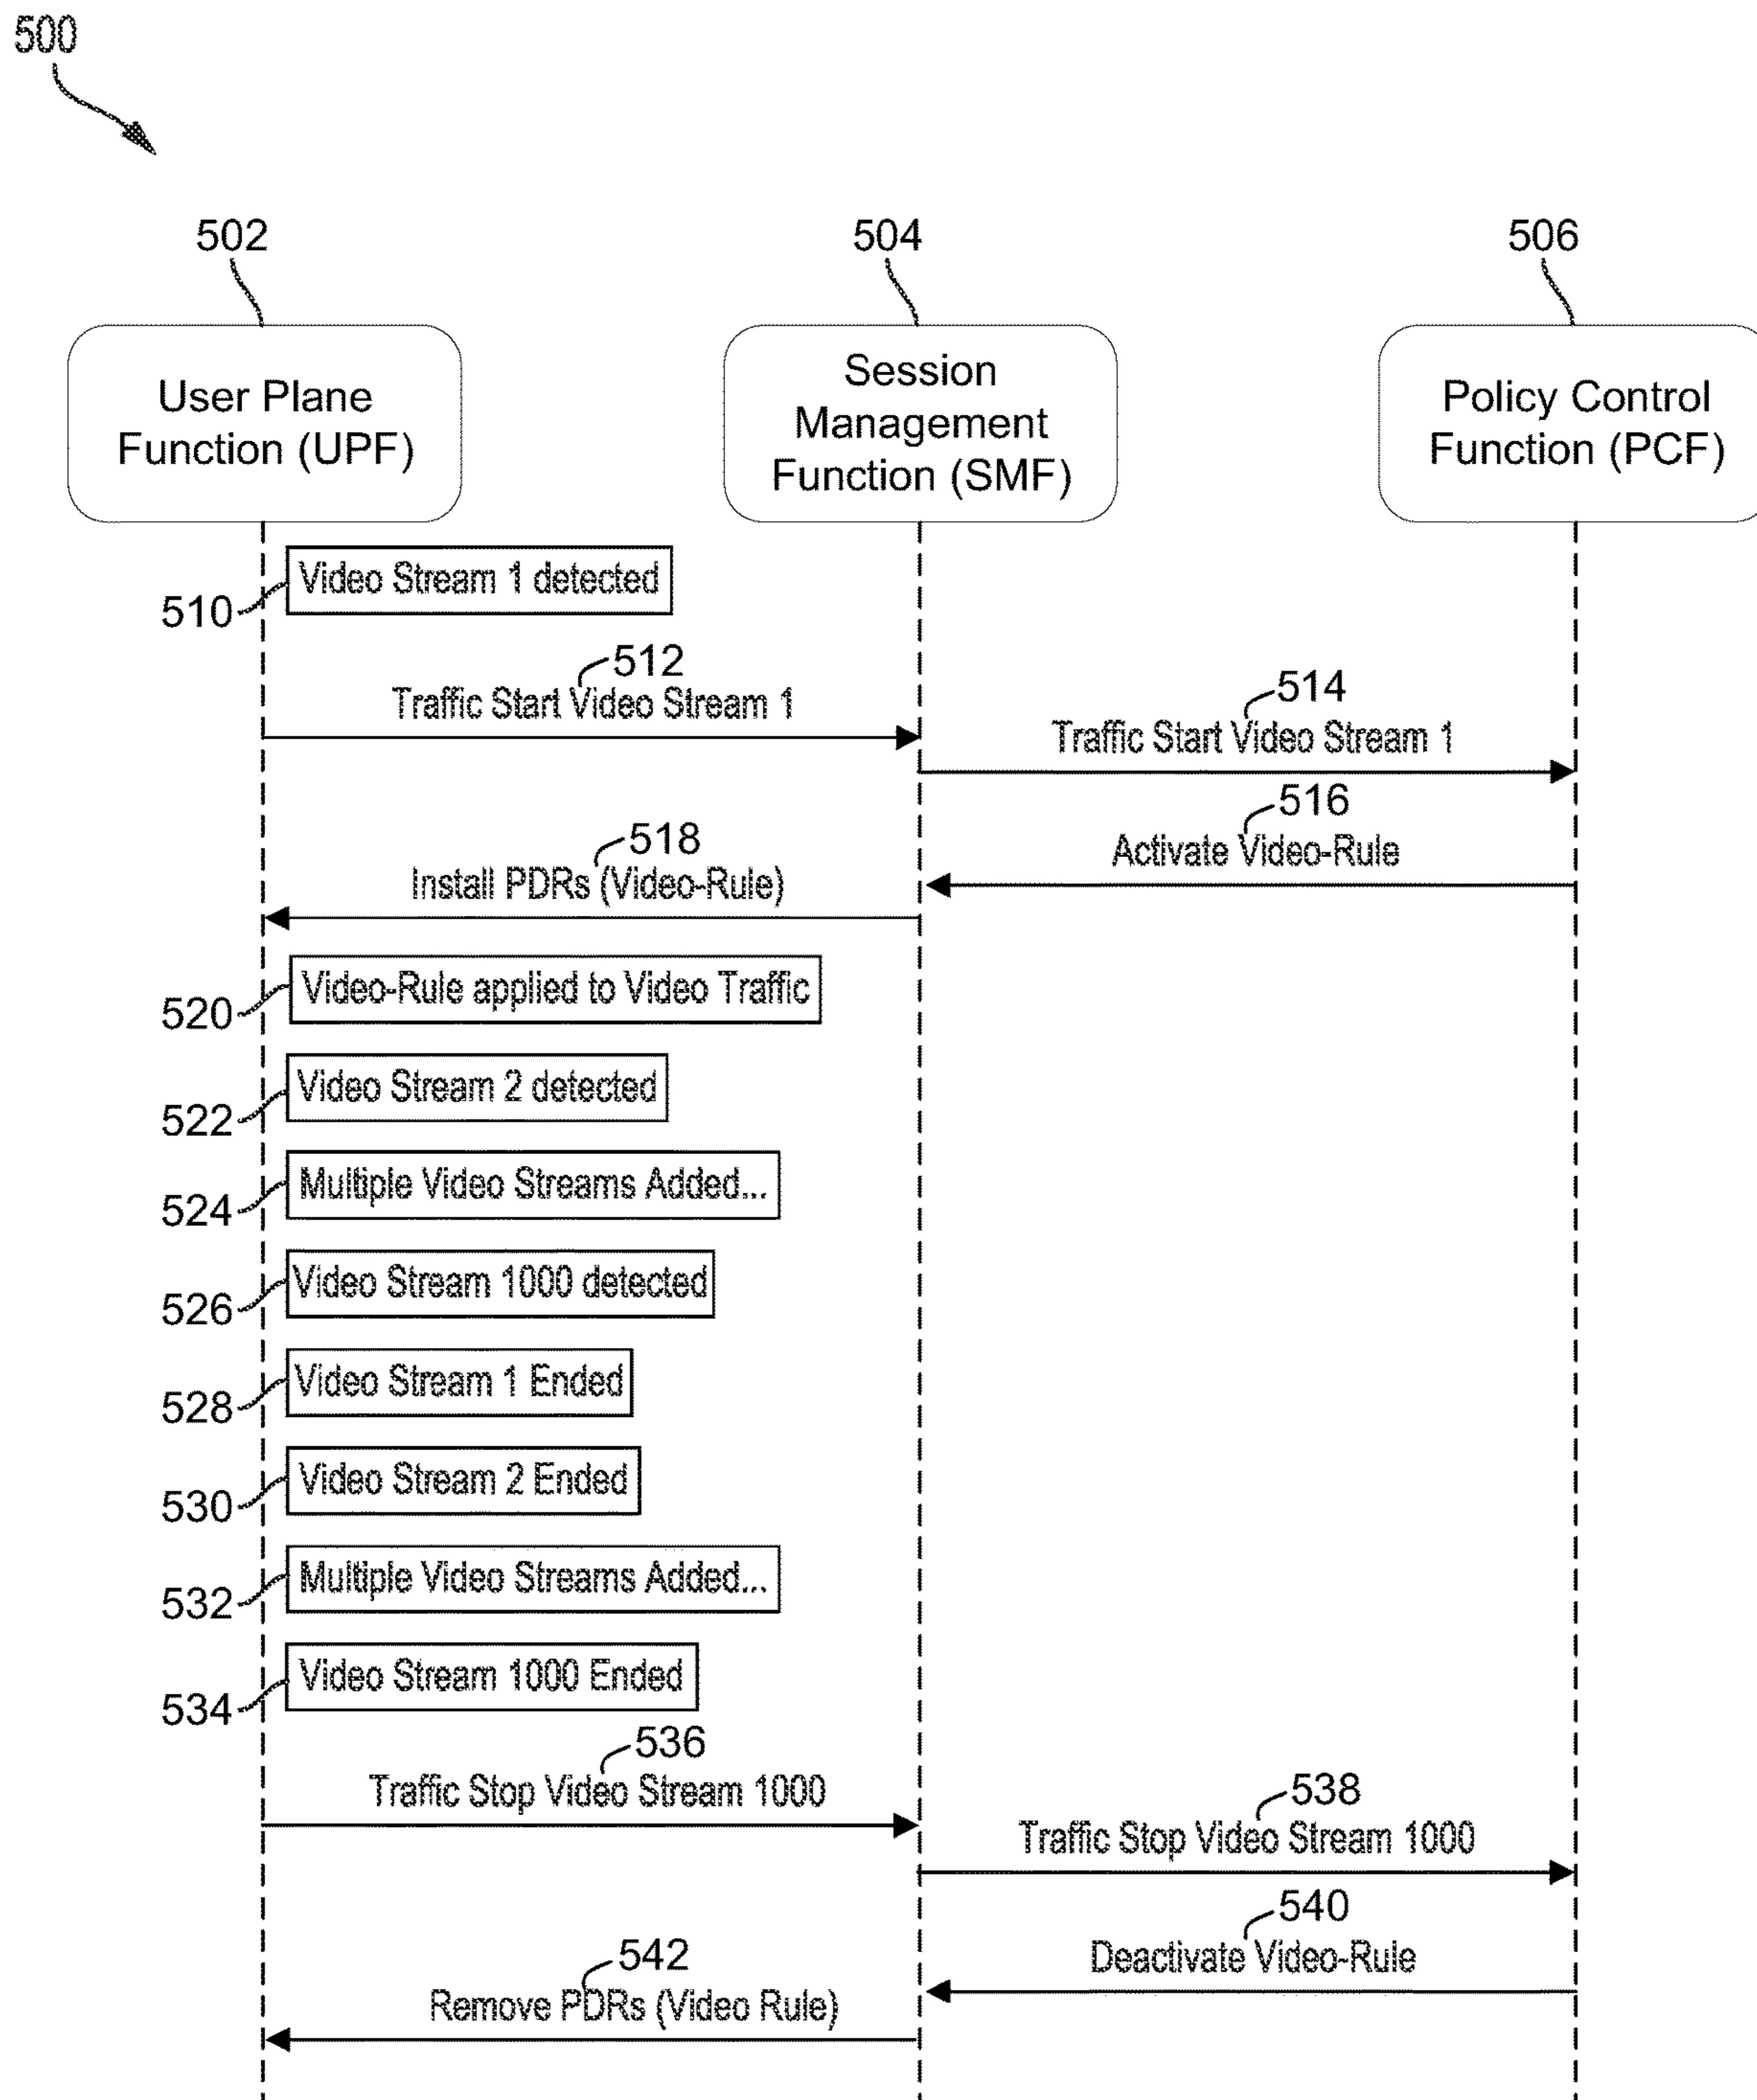 500
502
504
506
User Plane
Function (UPF)
Session
Management
Function (SMF)
Policy Control
Function (PCF)
Video Stream 1 detected
510
512
Traffic Start Video Stream 1
514
Traffic Start Video Stream 1
516
Activate Video-Rule
518
Install PDRs (Video-Rule)
Video-Rule applied to Video Traffic
520
Video Stream 2 detected
522
Multiple Video Streams Added...
524
Video Stream 1000 detected
526
Video Stream 1 Ended
528
Video Stream 2 Ended
530
Multiple Video Streams Added...
532
Video Stream 1000 Ended
534
536
Traffic Stop Video Stream 1000
538
Traffic Stop Video Stream 1000
540
Deactivate Video-Rule
542
Remove PDRs (Video Rule)